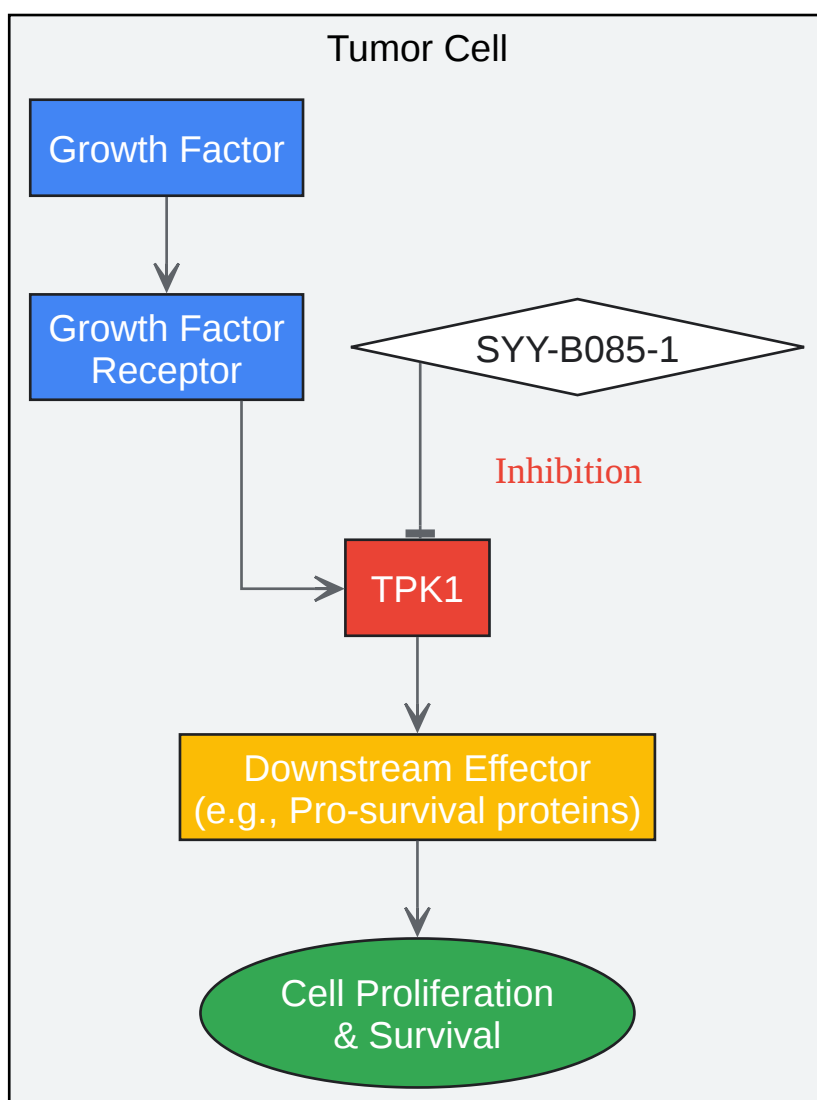 Tumor Cell
Growth Factor
Growth Factor
Receptor
SYY-B085-1
Inhibition
TPK1
Downstream Effector
(e.g., Pro-survival proteins)
Cell Proliferation
& Survival